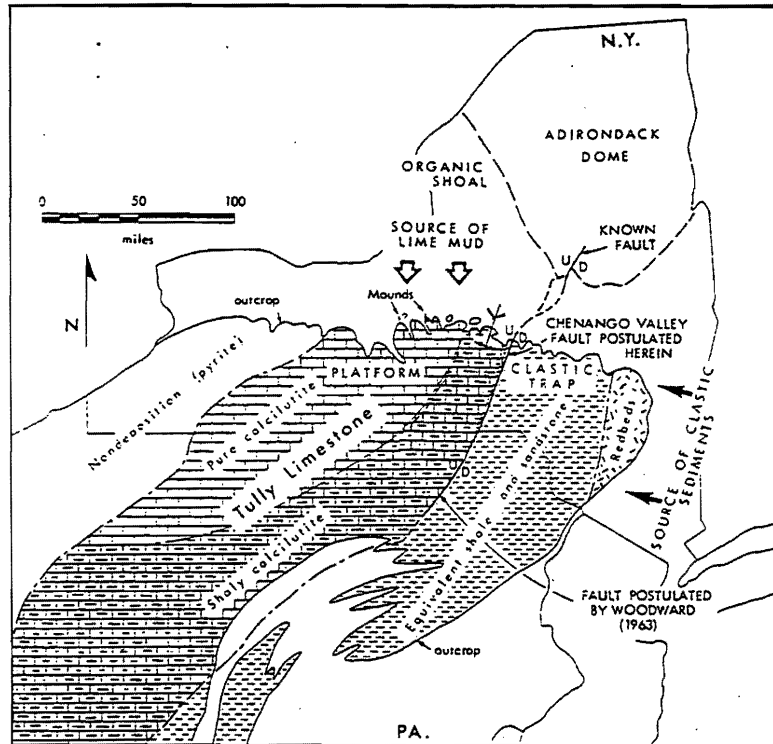 N.Y.
ADIRONDACK
DOME
ORGANIC
SHOAL
0 50 100
miles
SOURCE OF
LIME MUD
KNOWN
FAULT
U D
N
outcrop
Mounds
U D
CHENANGO VALLEY
FAULT POSTULATED
HEREIN
Nondeposition (pyrite)
PLATFORM
CLASTIC
TRAP
Pure calcilutite
Tully Limestone
Shaly calcilutite
Equivalent shale and sandstone
Redbeds
SOURCE OF CLASTIC
SEDIMENTS
U D
FAULT POSTULATED
BY WOODWARD
(1963)
outcrop
PA.